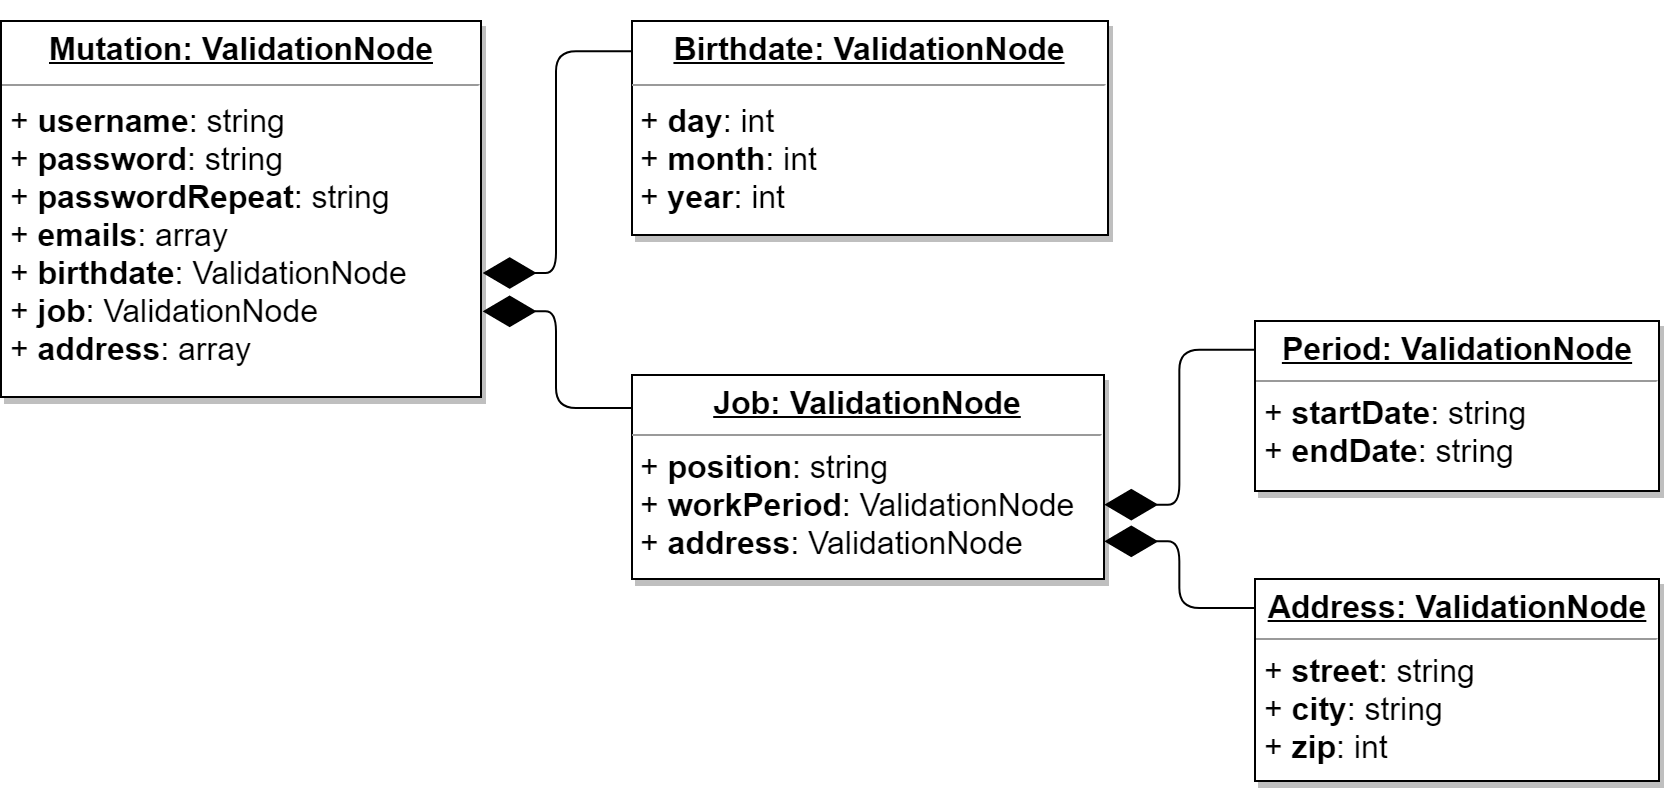 Mutation: ValidationNode
+ username: string
+ password: string
+ passwordRepeat: string
+ emails: array
+ birthdate: ValidationNode
+ job: ValidationNode
+ address: array
Birthdate: ValidationNode
+ day: int
+ month: int
+ year: int
Job: ValidationNode
+ position: string
+ workPeriod: ValidationNode
+ address: ValidationNode
Period: ValidationNode
+ startDate: string
+ endDate: string
Address: ValidationNode
+ street: string
+ city: string
+ zip: int